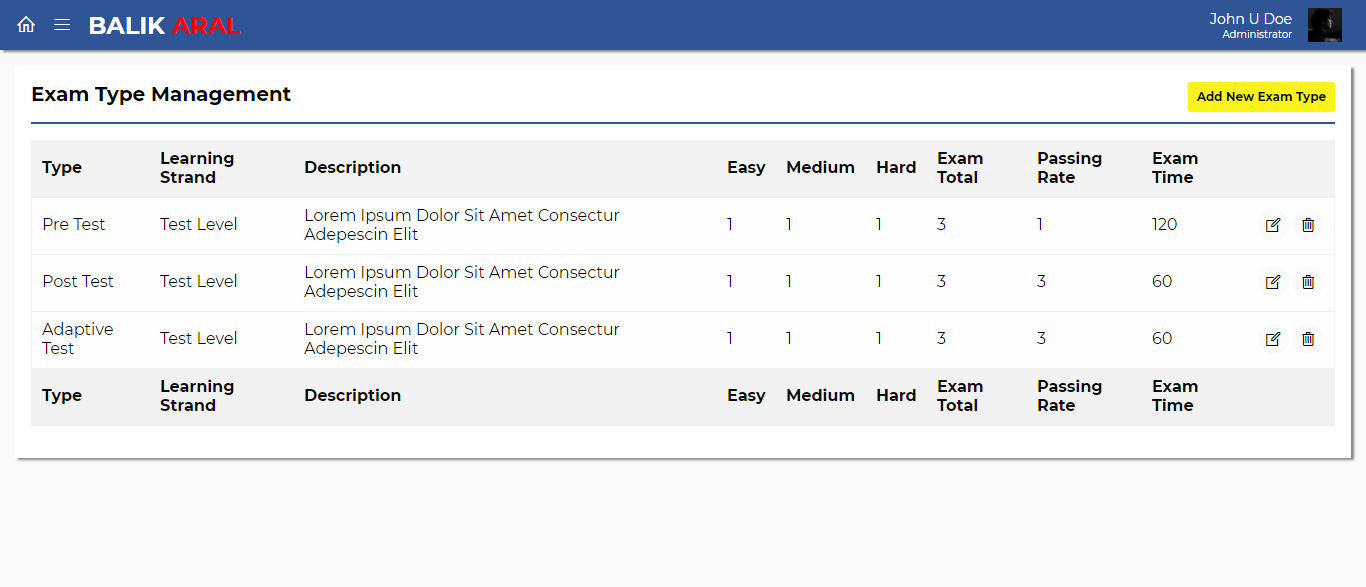 BALIK ARAL
John U Doe
Administrator
Exam Type Management
Add New Exam Type
Type Learning Strand Description Easy Medium Hard Exam Total Passing Rate Exam Time
Pre Test Test Level Lorem Ipsum Dolor Sit Amet Consectur Adepescin Elit 1 1 1 3 1 120
Post Test Test Level Lorem Ipsum Dolor Sit Amet Consectur Adepescin Elit 1 1 1 3 3 60
Adaptive Test Test Level Lorem Ipsum Dolor Sit Amet Consectur Adepescin Elit 1 1 1 3 3 60
Type Learning Strand Description Easy Medium Hard Exam Total Passing Rate Exam Time